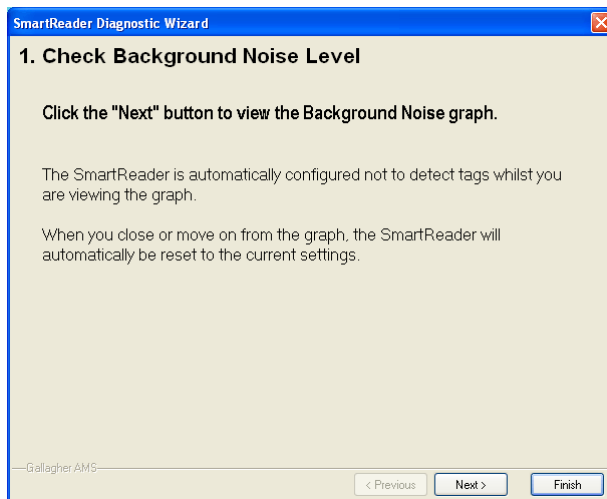 SmartReader Diagnostic Wizard
1. Check Background Noise Level
Click the "Next" button to view the Background Noise graph.
The SmartReader is automatically configured not to detect tags whilst you
are viewing the graph.
When you close or move on from the graph, the SmartReader will
automatically be reset to the current settings.
Gallagher AMS
< Previous
Next >
Finish